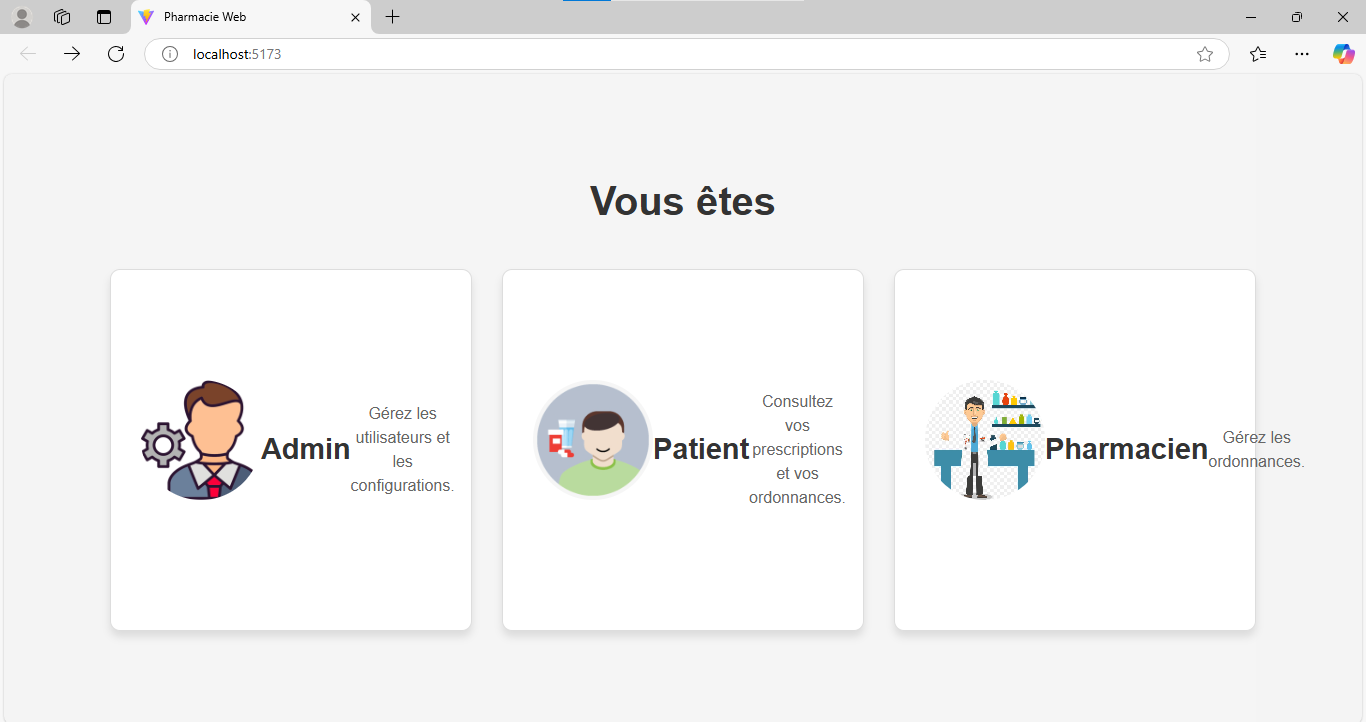 Pharmacie Web
localhost:5173
Vous êtes
Admin
Gérez les
utilisateurs et
les
configurations.
Patient
Consultez
vos
prescriptions
et vos
ordonnances.
Pharmacien
Gérez les
ordonnances.